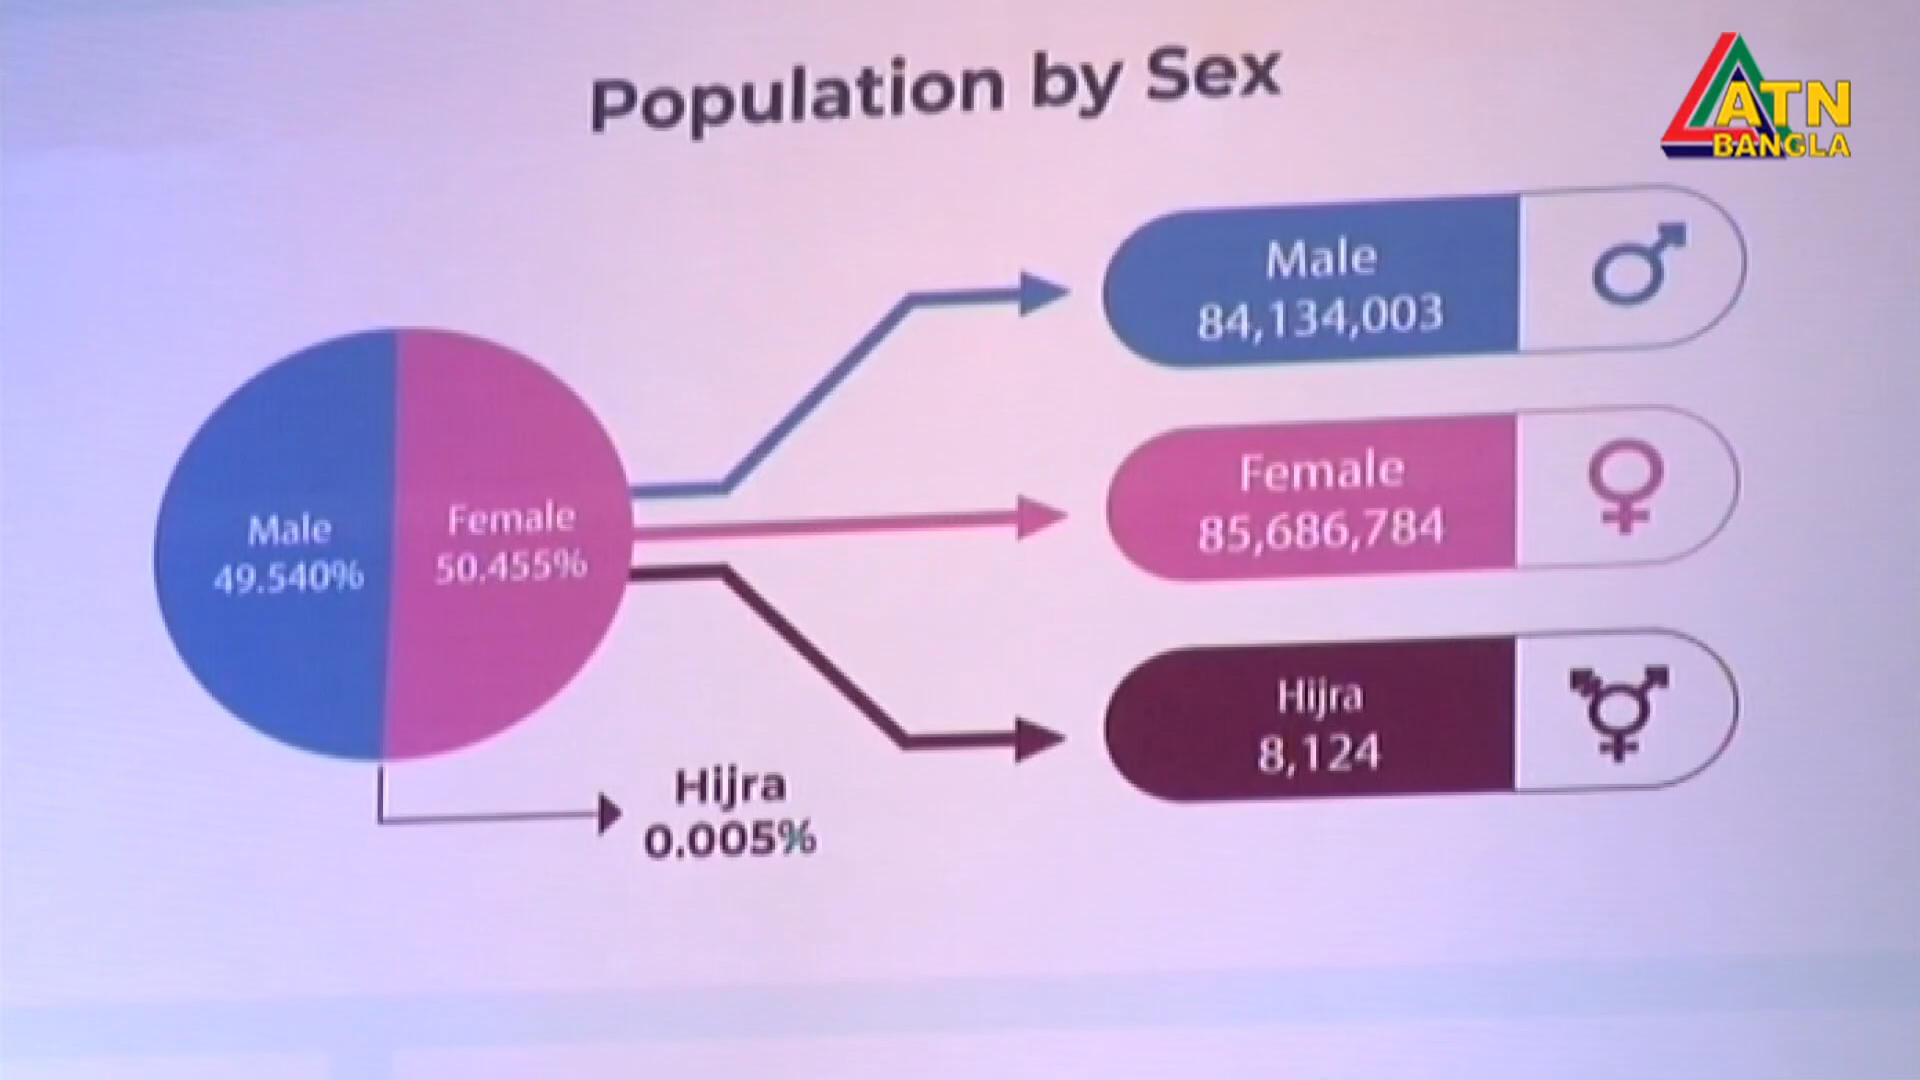 Population by Sex
ATN
BANGLA
Male
84,134,003
Female
85,686,784
Hijra
8,124
Male
49.540%
Female
50.455%
Hijra
0.005%